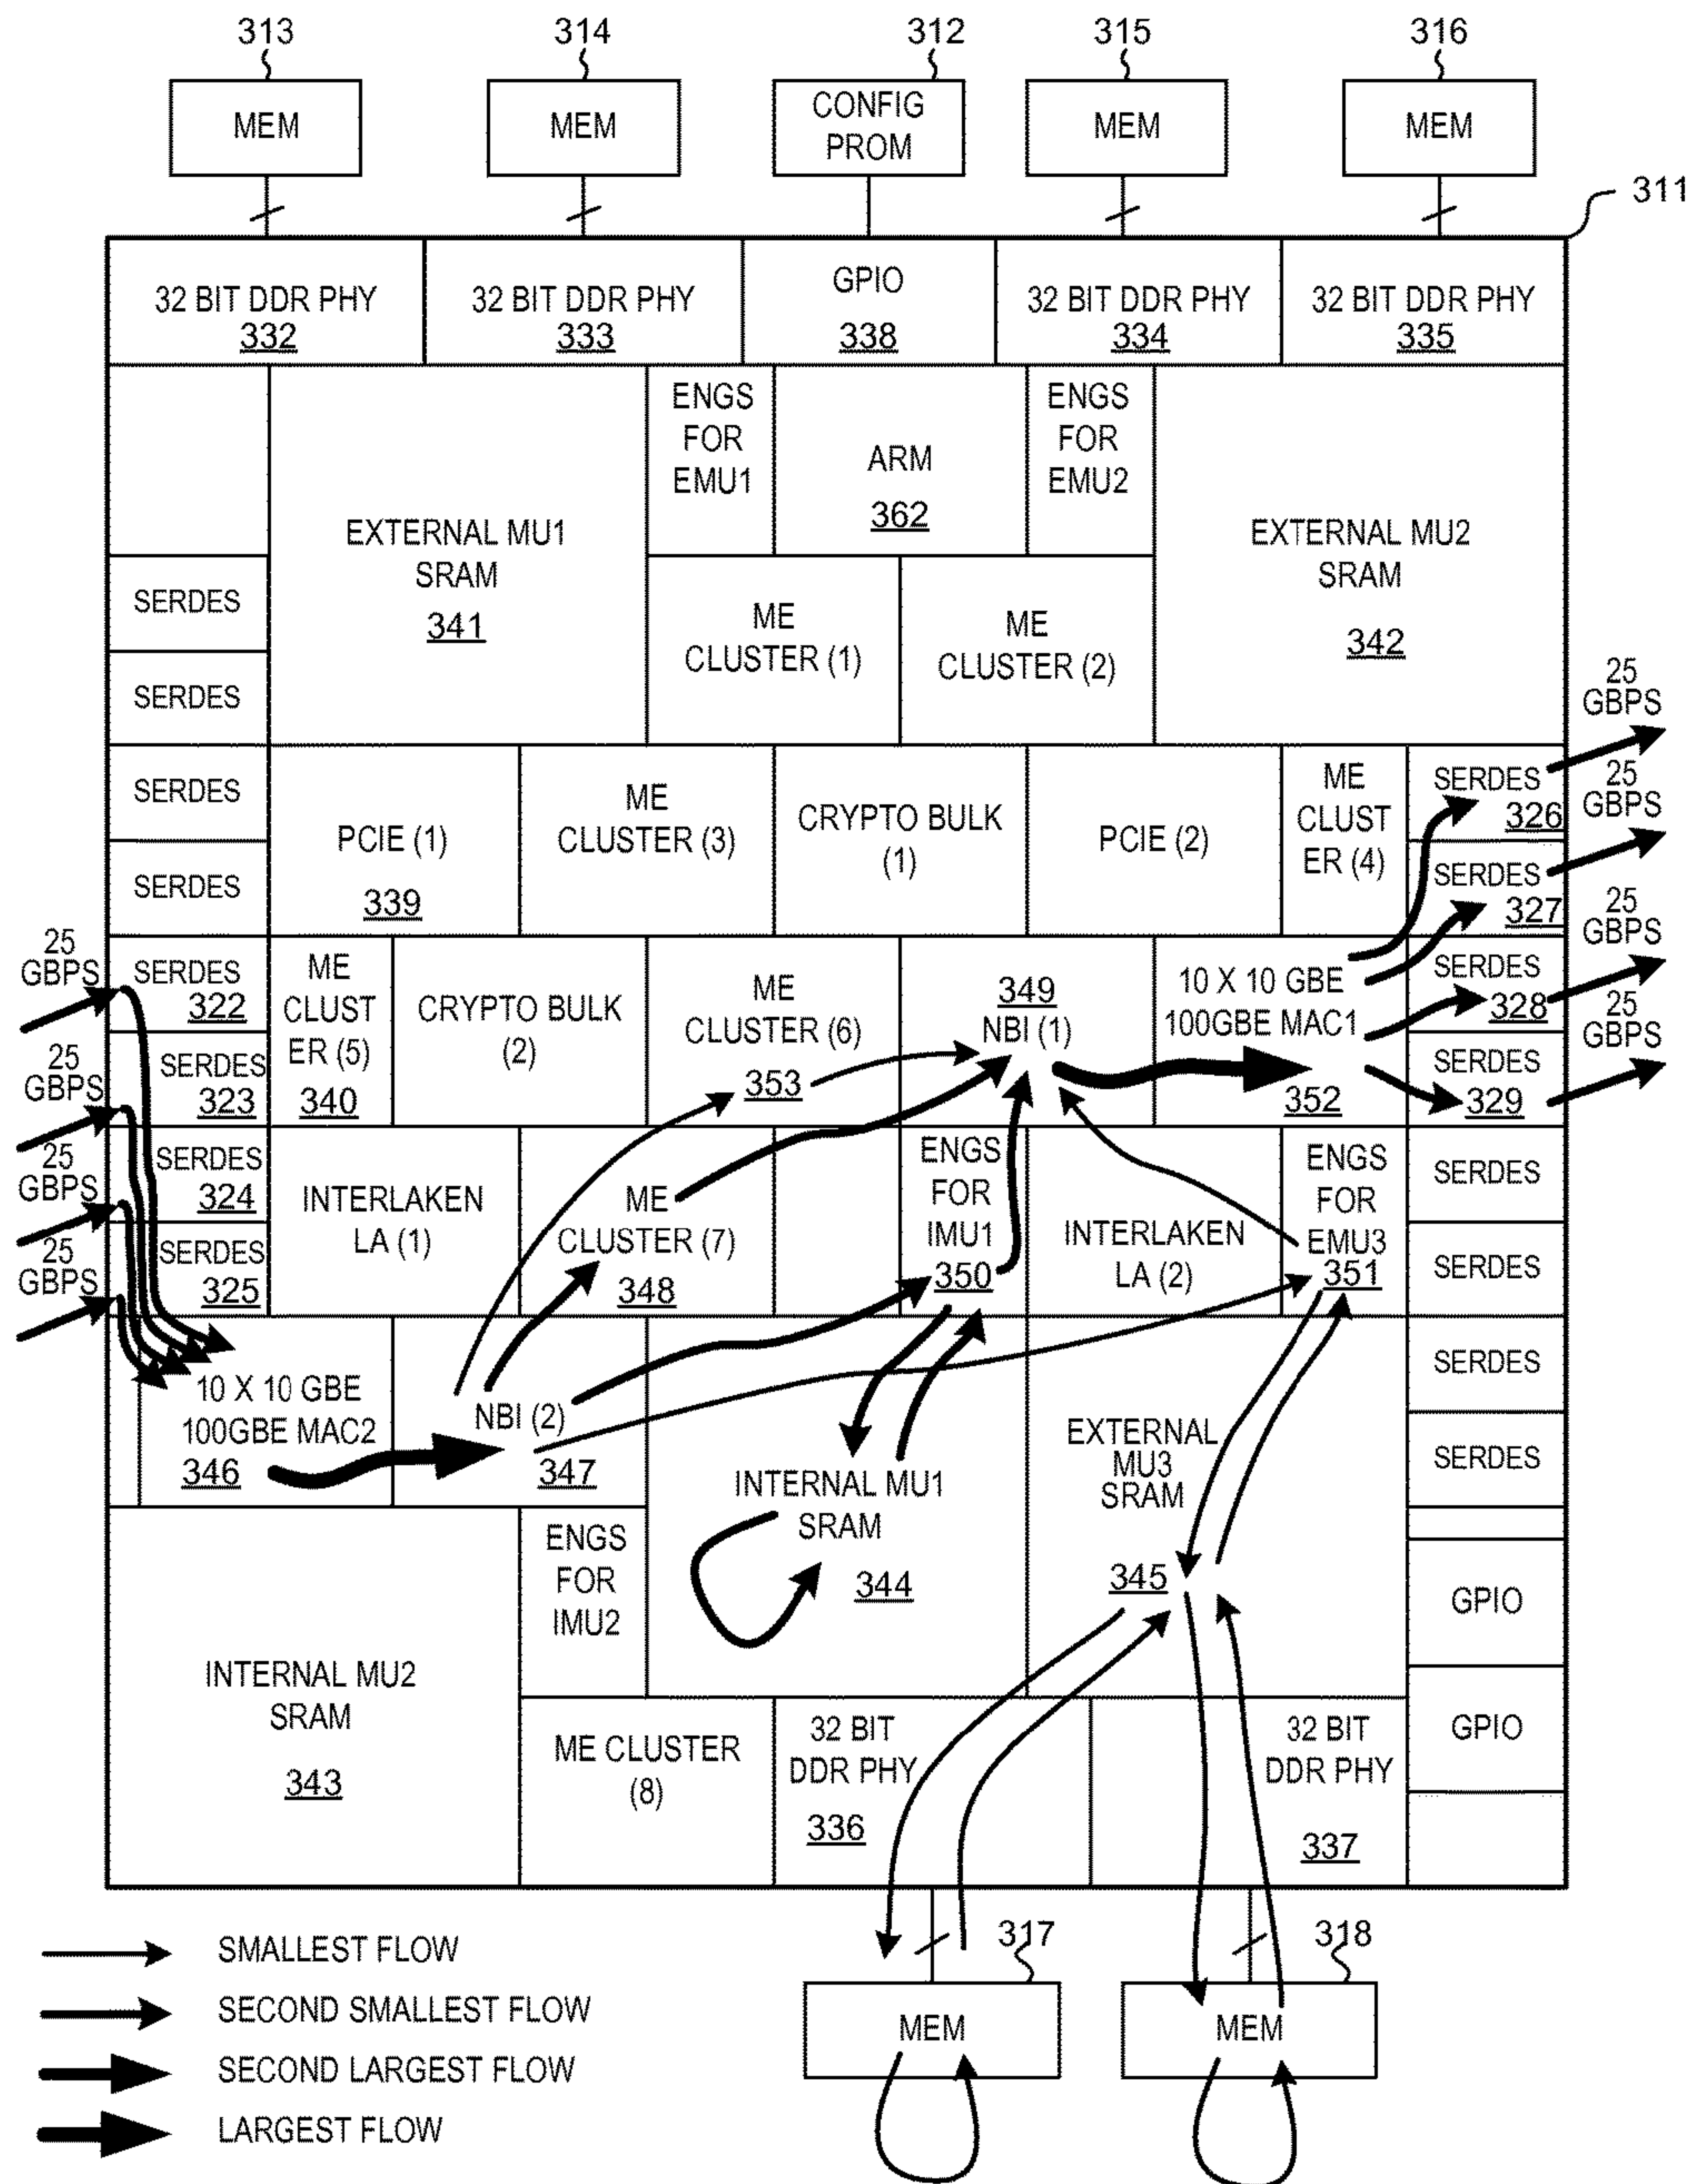 313
314
312
315
316
MEM
MEM
CONFIG
PROM
MEM
MEM
311
32 BIT DDR PHY
332
32 BIT DDR PHY
333
GPIO
338
32 BIT DDR PHY
334
32 BIT DDR PHY
335
EXTERNAL MU1
SRAM
341
ENGS
FOR
EMU1
ARM
362
ENGS
FOR
EMU2
EXTERNAL MU2
SRAM
342
SERDES
SERDES
ME
CLUSTER (1)
ME
CLUSTER (2)
25
GBPS
SERDES
SERDES
PCIE (1)
339
ME
CLUSTER (3)
CRYPTO BULK
(1)
PCIE (2)
ME
CLUST
ER (4)
SERDES
326
25
GBPS
SERDES
327
25
GBPS
25
GBPS
SERDES
322
25
GBPS
SERDES
323
ME
CLUST
ER (5)
340
CRYPTO BULK
(2)
ME
CLUSTER (6)
353
349
NBI (1)
10 X 10 GBE
100GBE MAC1
352
SERDES
328
25
GBPS
SERDES
329
25
GBPS
SERDES
324
25
GBPS
SERDES
325
INTERLAKEN
LA (1)
ME
CLUSTER (7)
348
ENGS
FOR
IMU1
350
INTERLAKEN
LA (2)
ENGS
FOR
EMU3
351
SERDES
SERDES
10 X 10 GBE
100GBE MAC2
346
NBI (2)
347
INTERNAL MU1
SRAM
344
EXTERNAL
MU3
SRAM
345
SERDES
SERDES
INTERNAL MU2
SRAM
343
ENGS
FOR
IMU2
GPIO
GPIO
ME CLUSTER
(8)
32 BIT
DDR PHY
336
32 BIT
DDR PHY
337
317
318
MEM
MEM
SMALLEST FLOW
SECOND SMALLEST FLOW
SECOND LARGEST FLOW
LARGEST FLOW